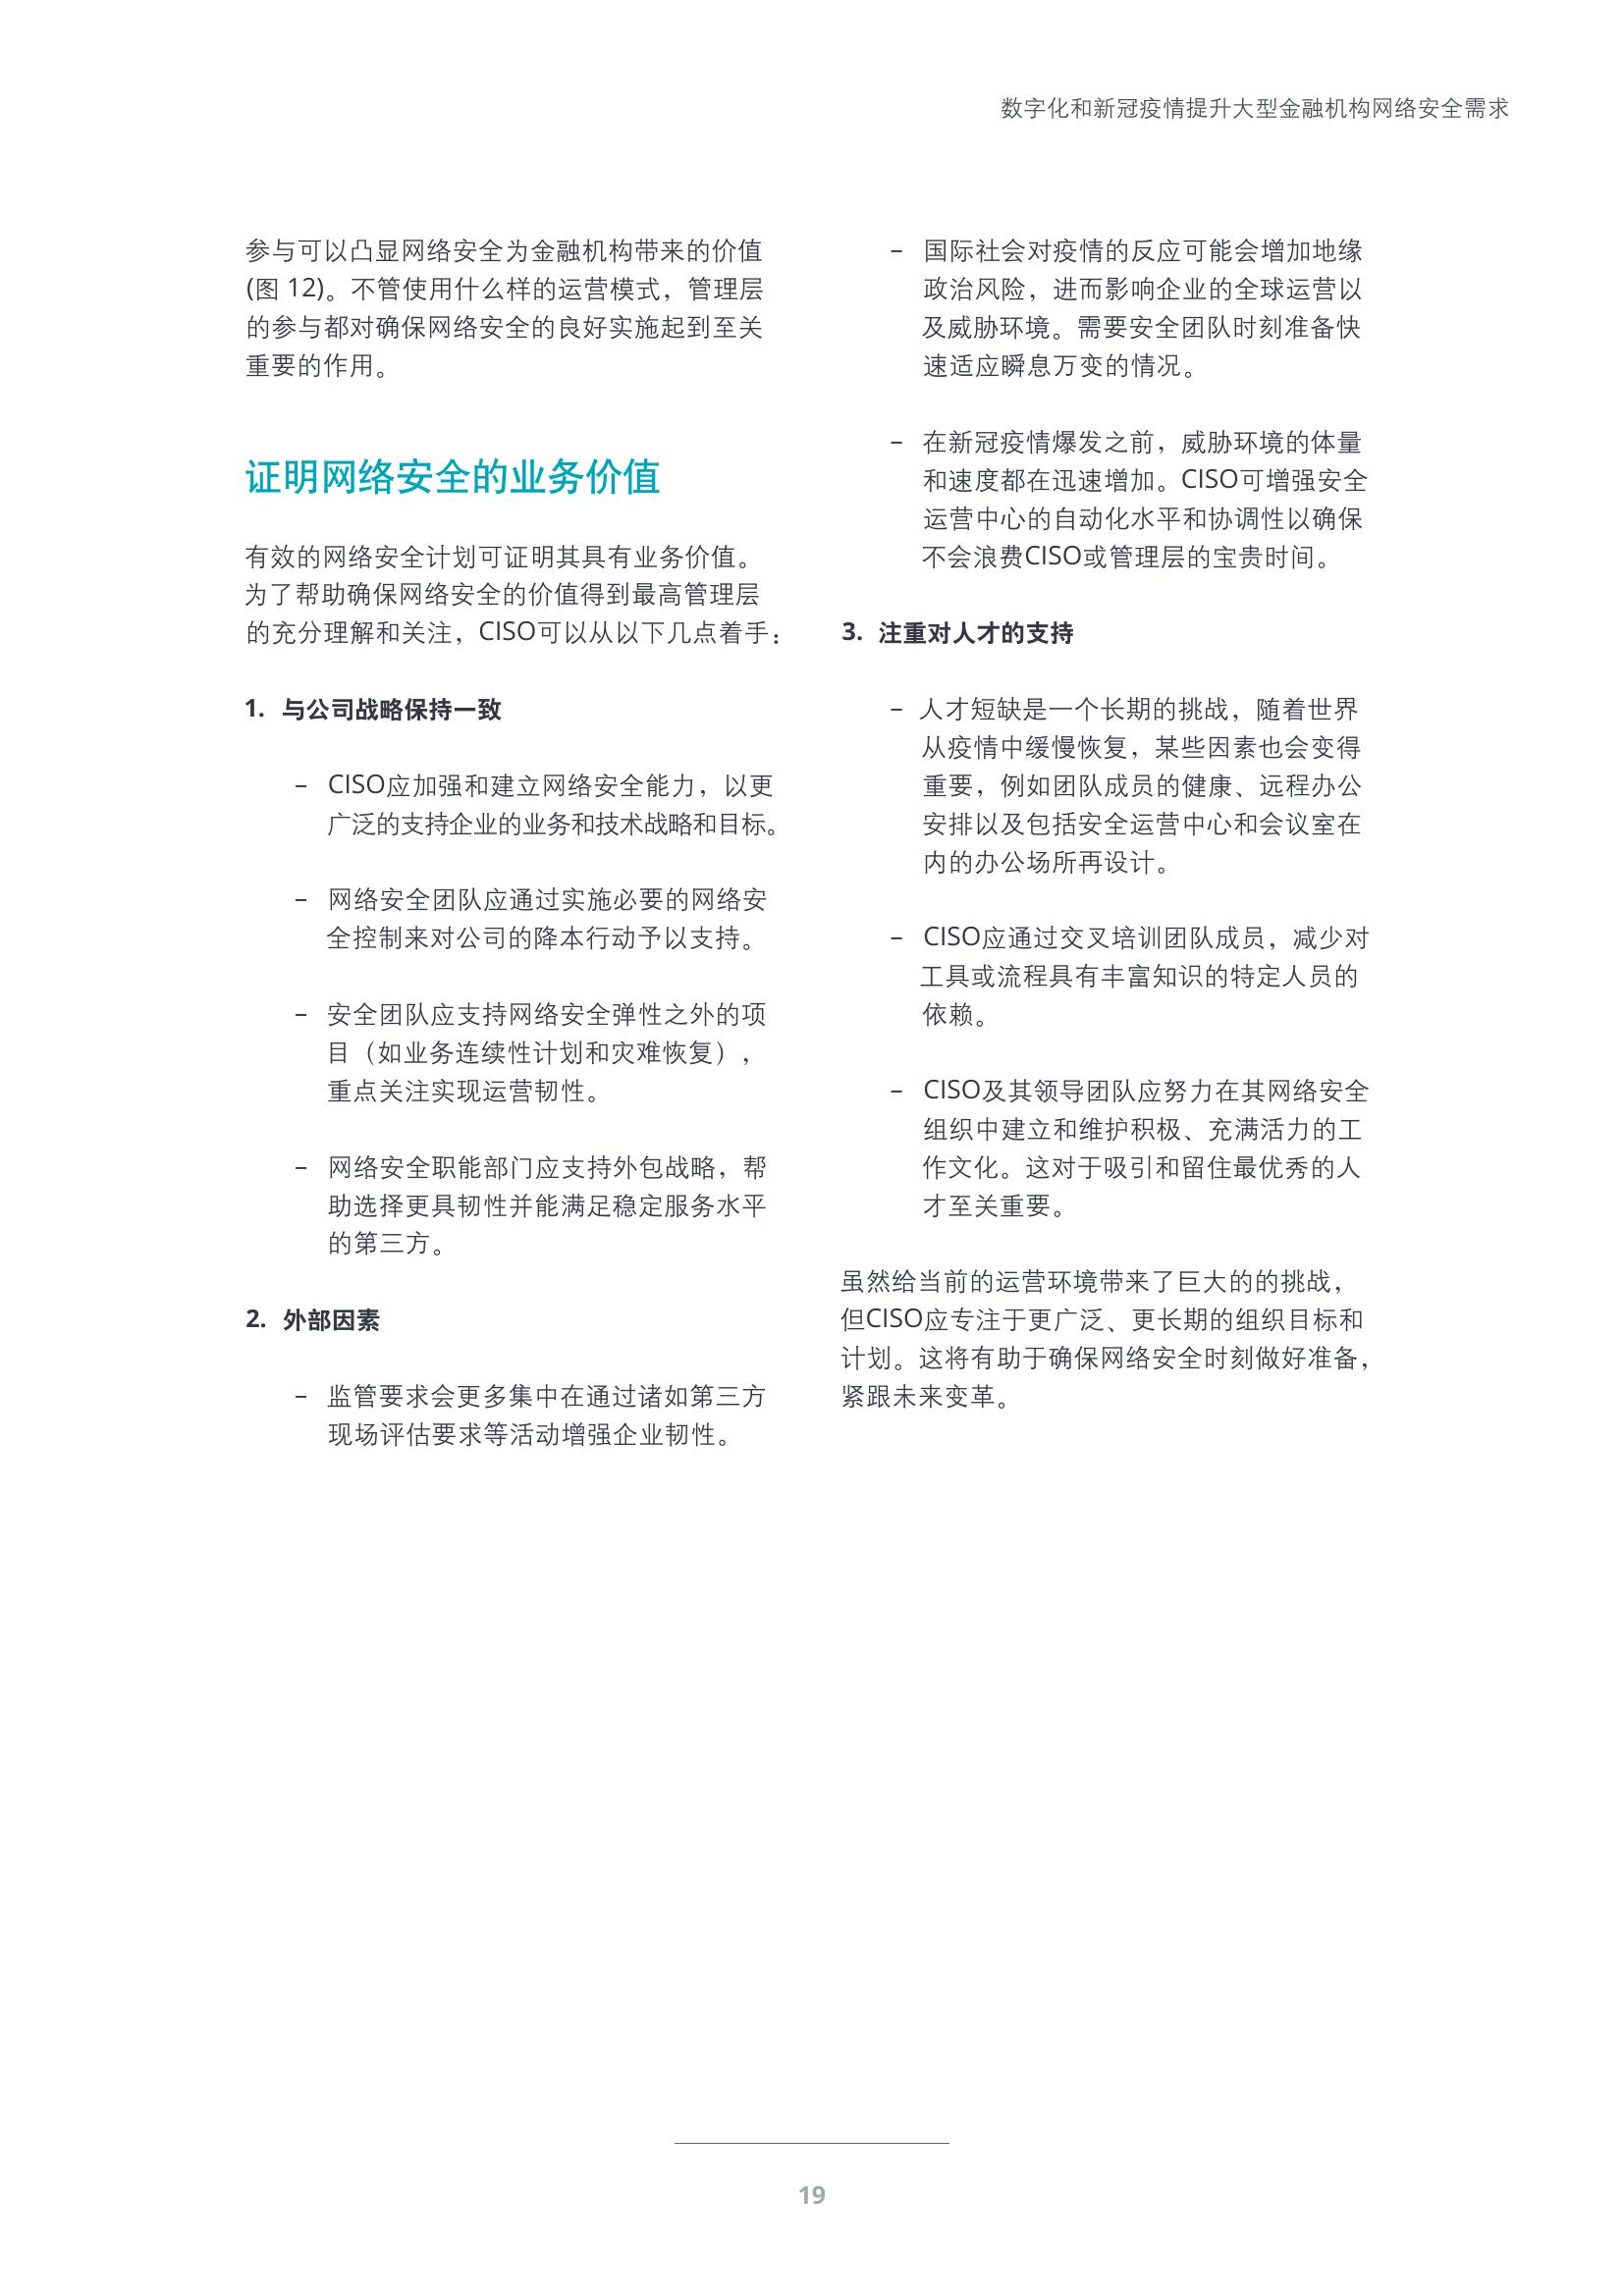 数字化和新冠疫情提升大型金融机构网络安全需求
参与可以凸显网络安全为金融机构带来的价值
(图 12)。不管使用什么样的运营模式，管理层
的参与都对确保网络安全的良好实施起到至关
重要的作用。
证明网络安全的业务价值
有效的网络安全计划可证明其具有业务价值。
为了帮助确保网络安全的价值得到最高管理层
的充分理解和关注，CISO可以从以下几点着手：
1. 与公司战略保持一致
– CISO应加强和建立网络安全能力，以更
广泛的支持企业的业务和技术战略和目标。
– 网络安全团队应通过实施必要的网络安
全控制来对公司的降本行动予以支持。
– 安全团队应支持网络安全弹性之外的项
目（如业务连续性计划和灾难恢复），
重点关注实现运营韧性。
– 网络安全职能部门应支持外包战略，帮
助选择更具韧性并能满足稳定服务水平
的第三方。
2. 外部因素
– 监管要求会更多集中在通过诸如第三方
现场评估要求等活动增强企业韧性。
– 国际社会对疫情的反应可能会增加地缘
政治风险，进而影响企业的全球运营以
及威胁环境。需要安全团队时刻准备快
速适应瞬息万变的情况。
– 在新冠疫情爆发之前，威胁环境的体量
和速度都在迅速增加。CISO可增强安全
运营中心的自动化水平和协调性以确保
不会浪费CISO或管理层的宝贵时间。
3. 注重对人才的支持
– 人才短缺是一个长期的挑战，随着世界
从疫情中缓慢恢复，某些因素也会变得
重要，例如团队成员的健康、远程办公
安排以及包括安全运营中心和会议室在
内的办公场所再设计。
– CISO应通过交叉培训团队成员，减少对
工具或流程具有丰富知识的特定人员的
依赖。
– CISO及其领导团队应努力在其网络安全
组织中建立和维护积极、充满活力的工
作文化。这对于吸引和留住最优秀的人
才至关重要。
虽然给当前的运营环境带来了巨大的的挑战，
但CISO应专注于更广泛、更长期的组织目标和
计划。这将有助于确保网络安全时刻做好准备，
紧跟未来变革。
19